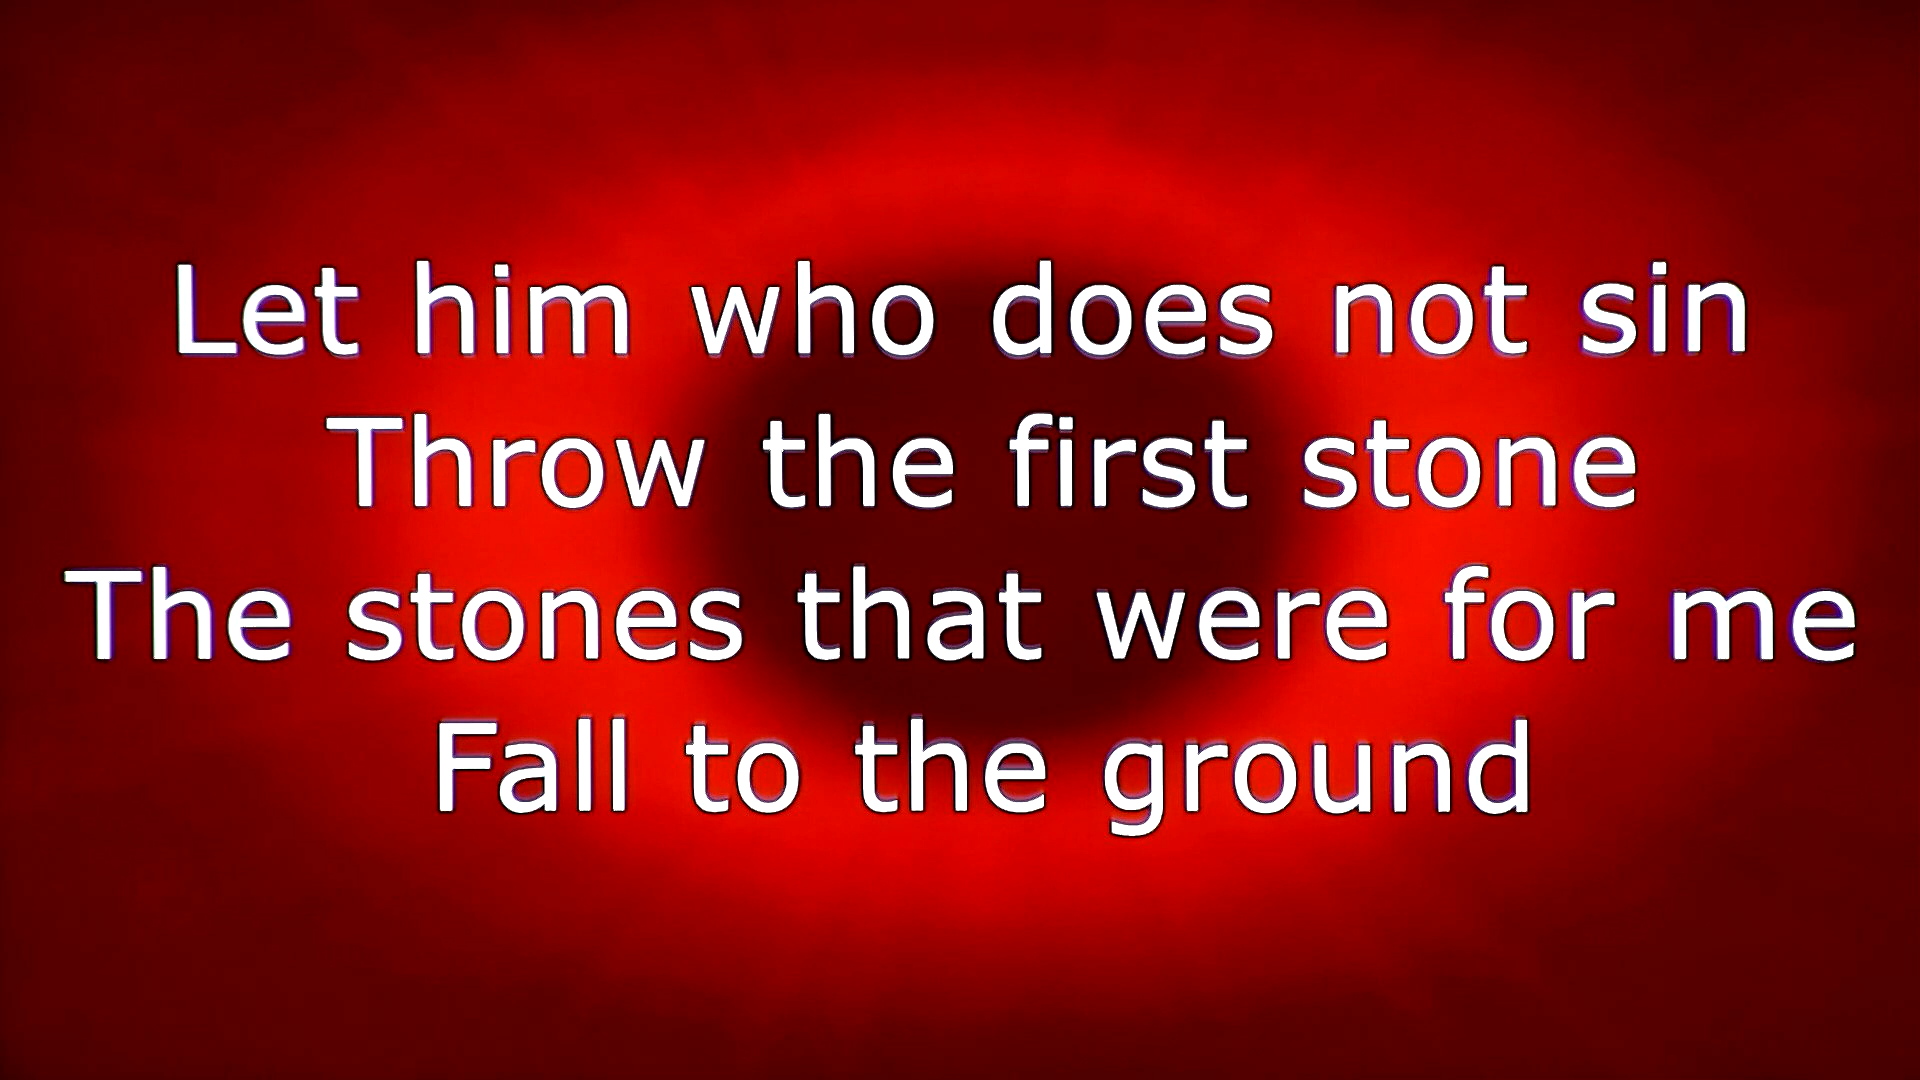 Let him who does not sin
Throw the first stone
The stones that were for me
Fall to the ground